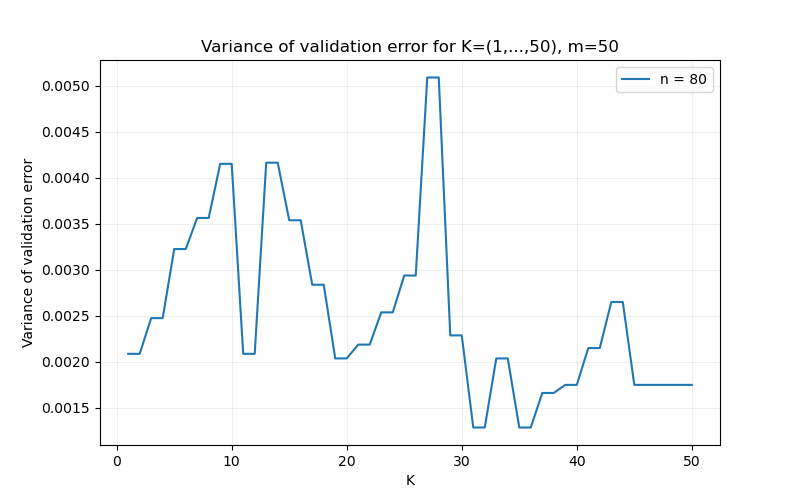 Variance of validation error for K=(1,...,50), m=50
n = 80
Variance of validation error
0.0050
0.0045
0.0040
0.0035
0.0030
0.0025
0.0020
0.0015
0 10 20 30 40 50
K